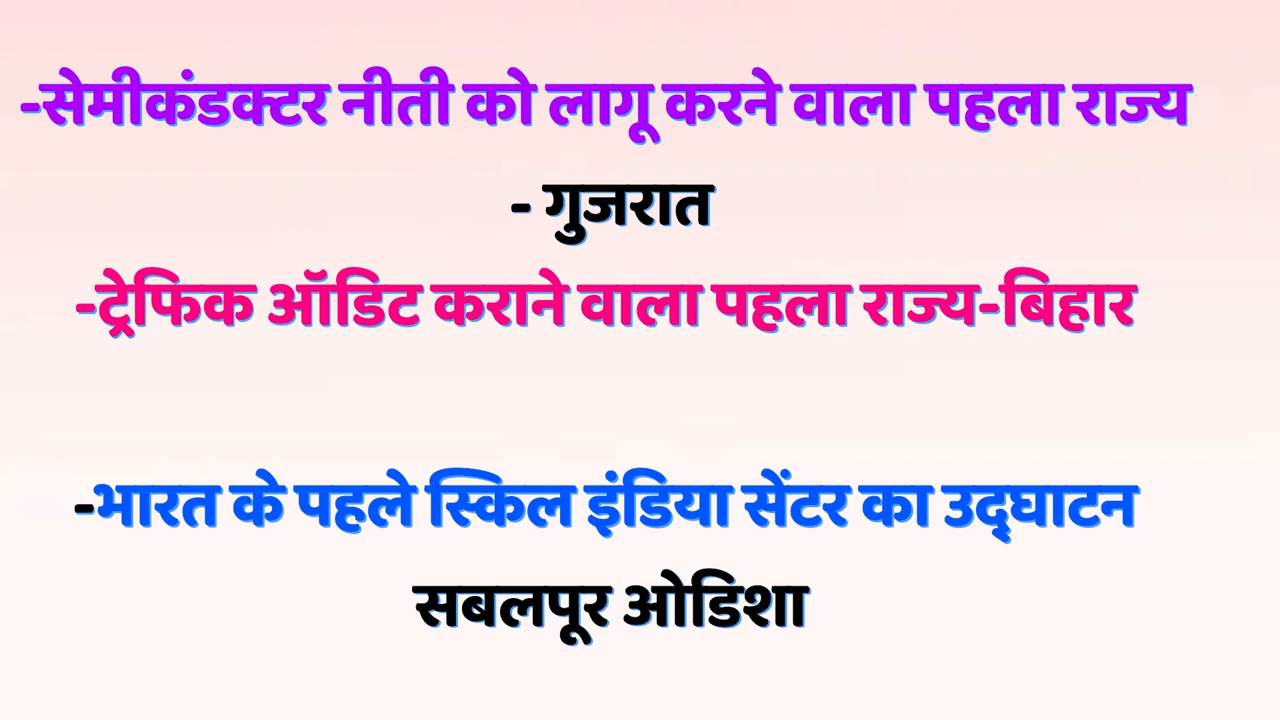 -सेमीकंडक्टर नीती को लागू करने वाला पहला राज्य
- गुजरात
-ट्रेफिक ऑडिट कराने वाला पहला राज्य-बिहार
-भारत के पहले स्किल इंडिया सेंटर का उद्घाटन
सबलपूर ओडिशा